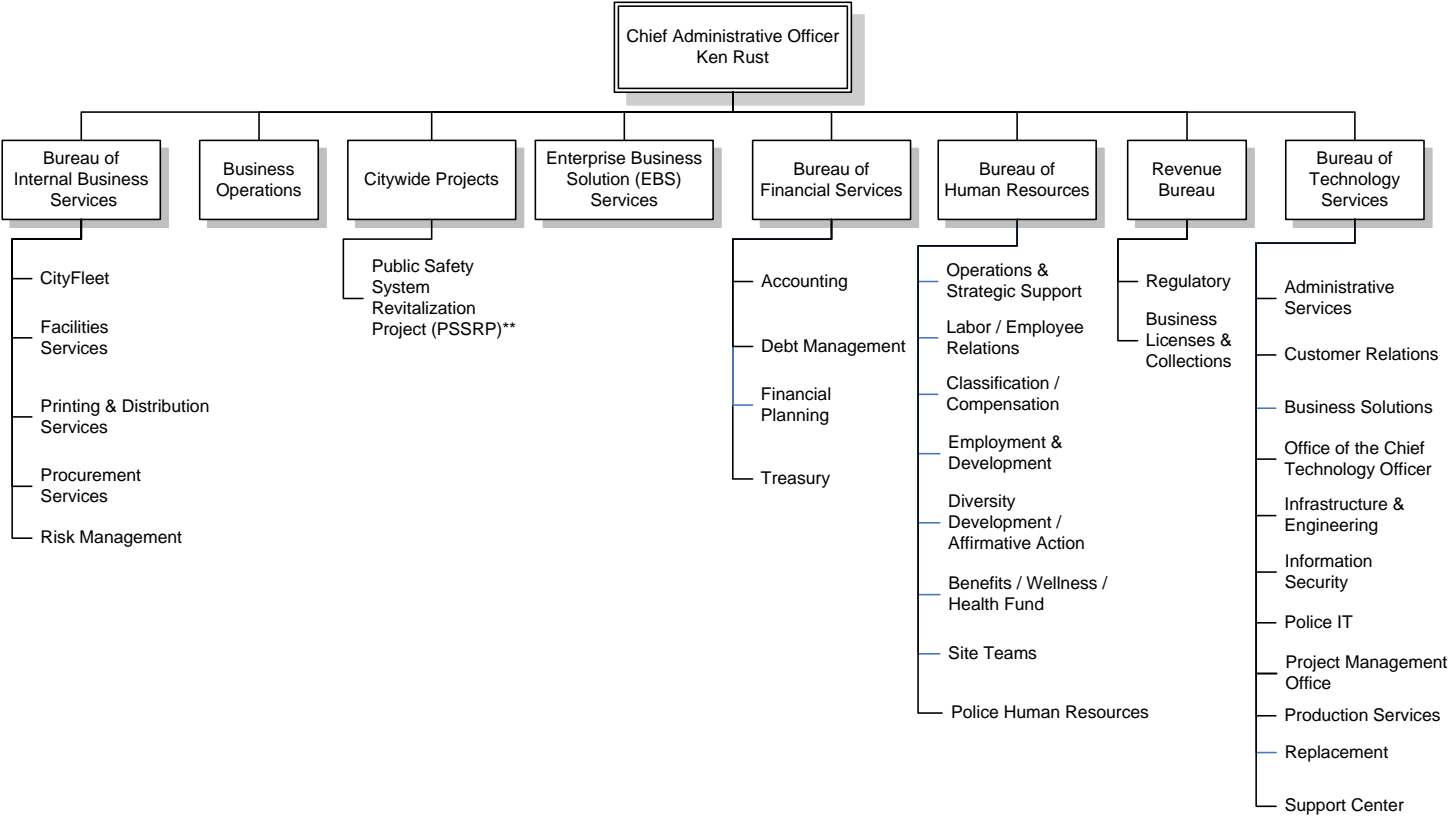 Chief Administrative Officer
Ken Rust
Bureau of
Internal Business
Services
Business
Operations
Citywide Projects
Enterprise Business
Solution (EBS)
Services
Bureau of
Financial Services
Bureau of
Human Resources
Revenue
Bureau
Bureau of
Technology
Services
CityFleet
Facilities
Services
Printing & Distribution
Services
Procurement
Services
Risk Management
Public Safety
System
Revitalization
Project (PSSRP)**
Accounting
Debt Management
Financial
Planning
Treasury
Operations &
Strategic Support
Labor / Employee
Relations
Classification /
Compensation
Employment &
Development
Diversity
Development /
Affirmative Action
Benefits / Wellness /
Health Fund
Site Teams
Police Human Resources
Regulatory
Business
Licenses &
Collections
Administrative
Services
Customer Relations
Business Solutions
Office of the Chief
Technology Officer
Infrastructure &
Engineering
Information
Security
Police IT
Project Management
Office
Production Services
Replacement
Support Center